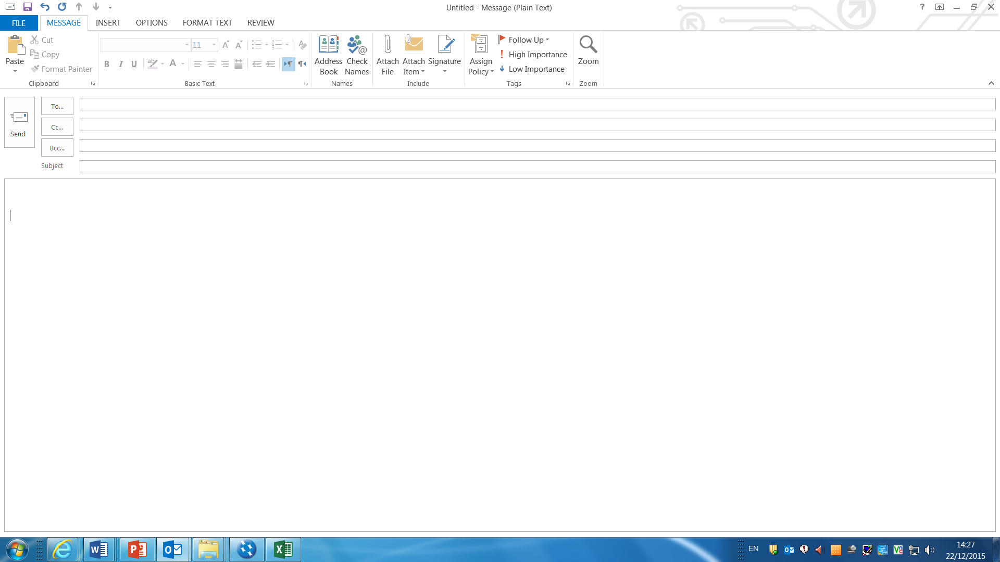 Untitled - Message (Plain Text)
FILE MESSAGE INSERT OPTIONS FORMAT TEXT REVIEW
Paste
Cut
Copy
Format Painter
Clipboard
11
B I U ab A
Basic Text
Address Book
Check Names
Names
Attach File
Attach Item
Signature
Include
Assign Policy
Follow Up
High Importance
Low Importance
Tags
Zoom
Zoom
Send
To...
Cc...
Bcc...
Subject
EN
14:27
22/12/2015